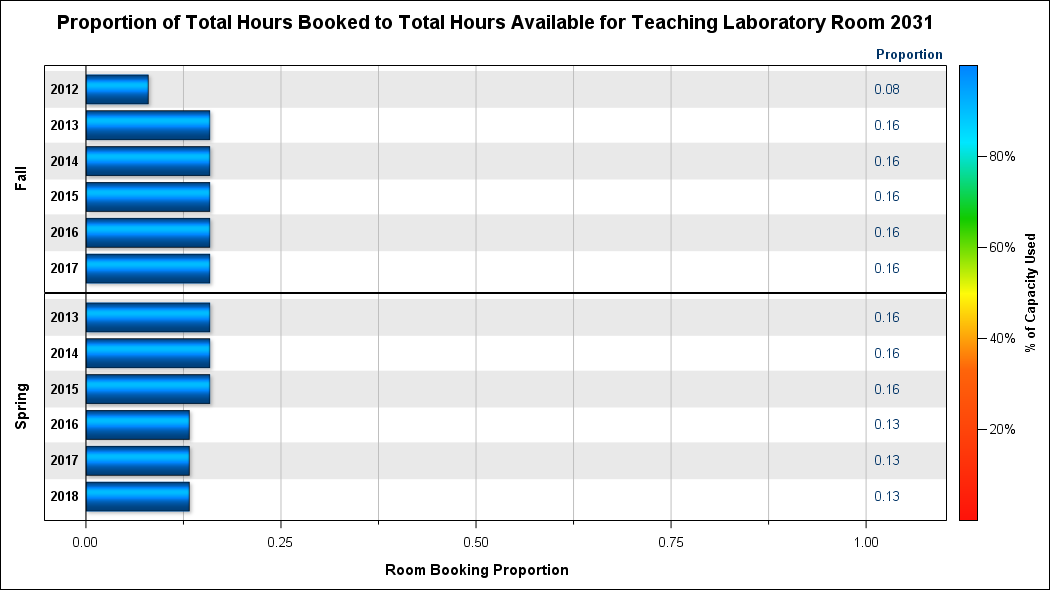 Proportion of Total Hours Booked to Total Hours Available for Teaching Laboratory Room 2031
Proportion
Fall
2012 0.08
2013 0.16
2014 0.16
2015 0.16
2016 0.16
2017 0.16
Spring
2013 0.16
2014 0.16
2015 0.16
2016 0.13
2017 0.13
2018 0.13
0.00 0.25 0.50 0.75 1.00
Room Booking Proportion
80%
60%
40%
20%
% of Capacity Used